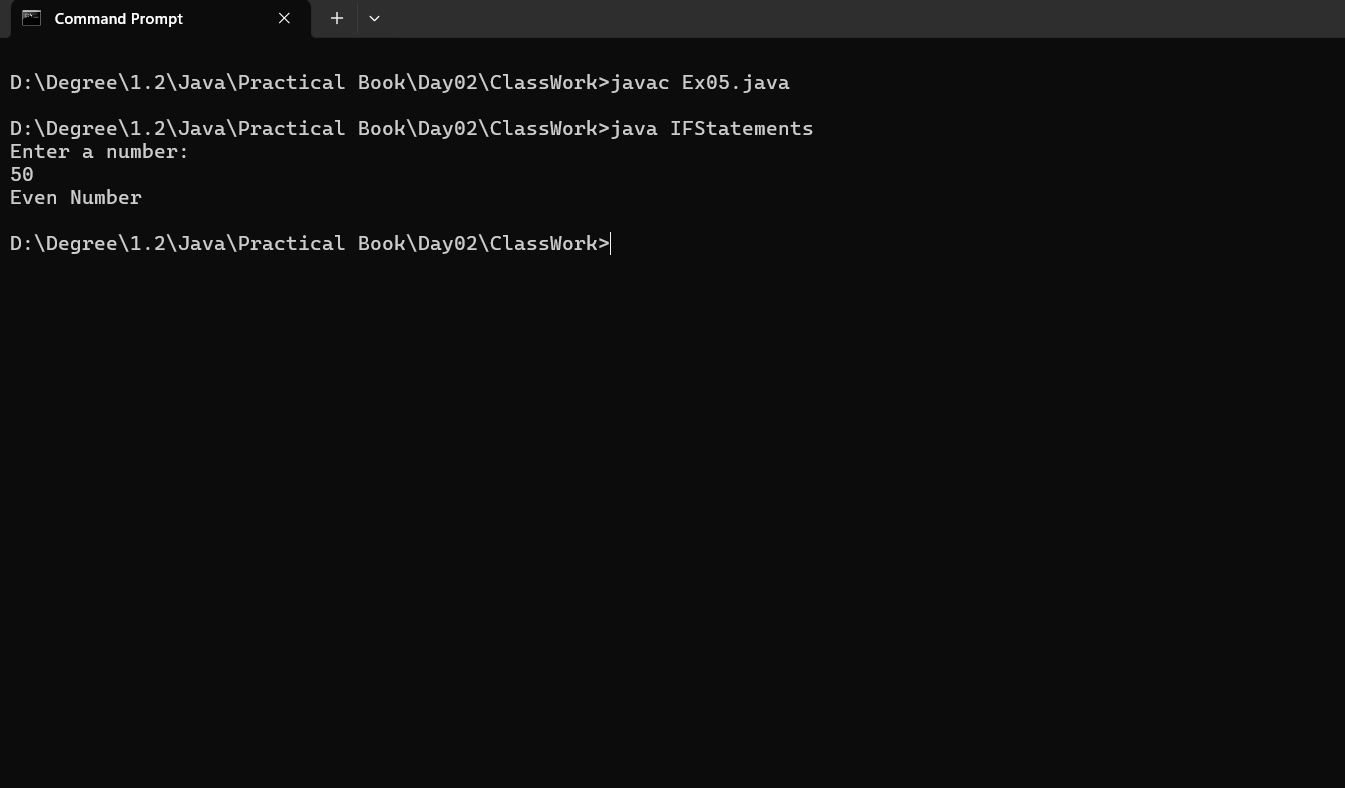 Command Prompt
D:\Degree\1.2\Java\Practical Book\Day02\ClassWork>javac Ex05.java
D:\Degree\1.2\Java\Practical Book\Day02\ClassWork>java IFStatements
Enter a number:
50
Even Number
D:\Degree\1.2\Java\Practical Book\Day02\ClassWork>